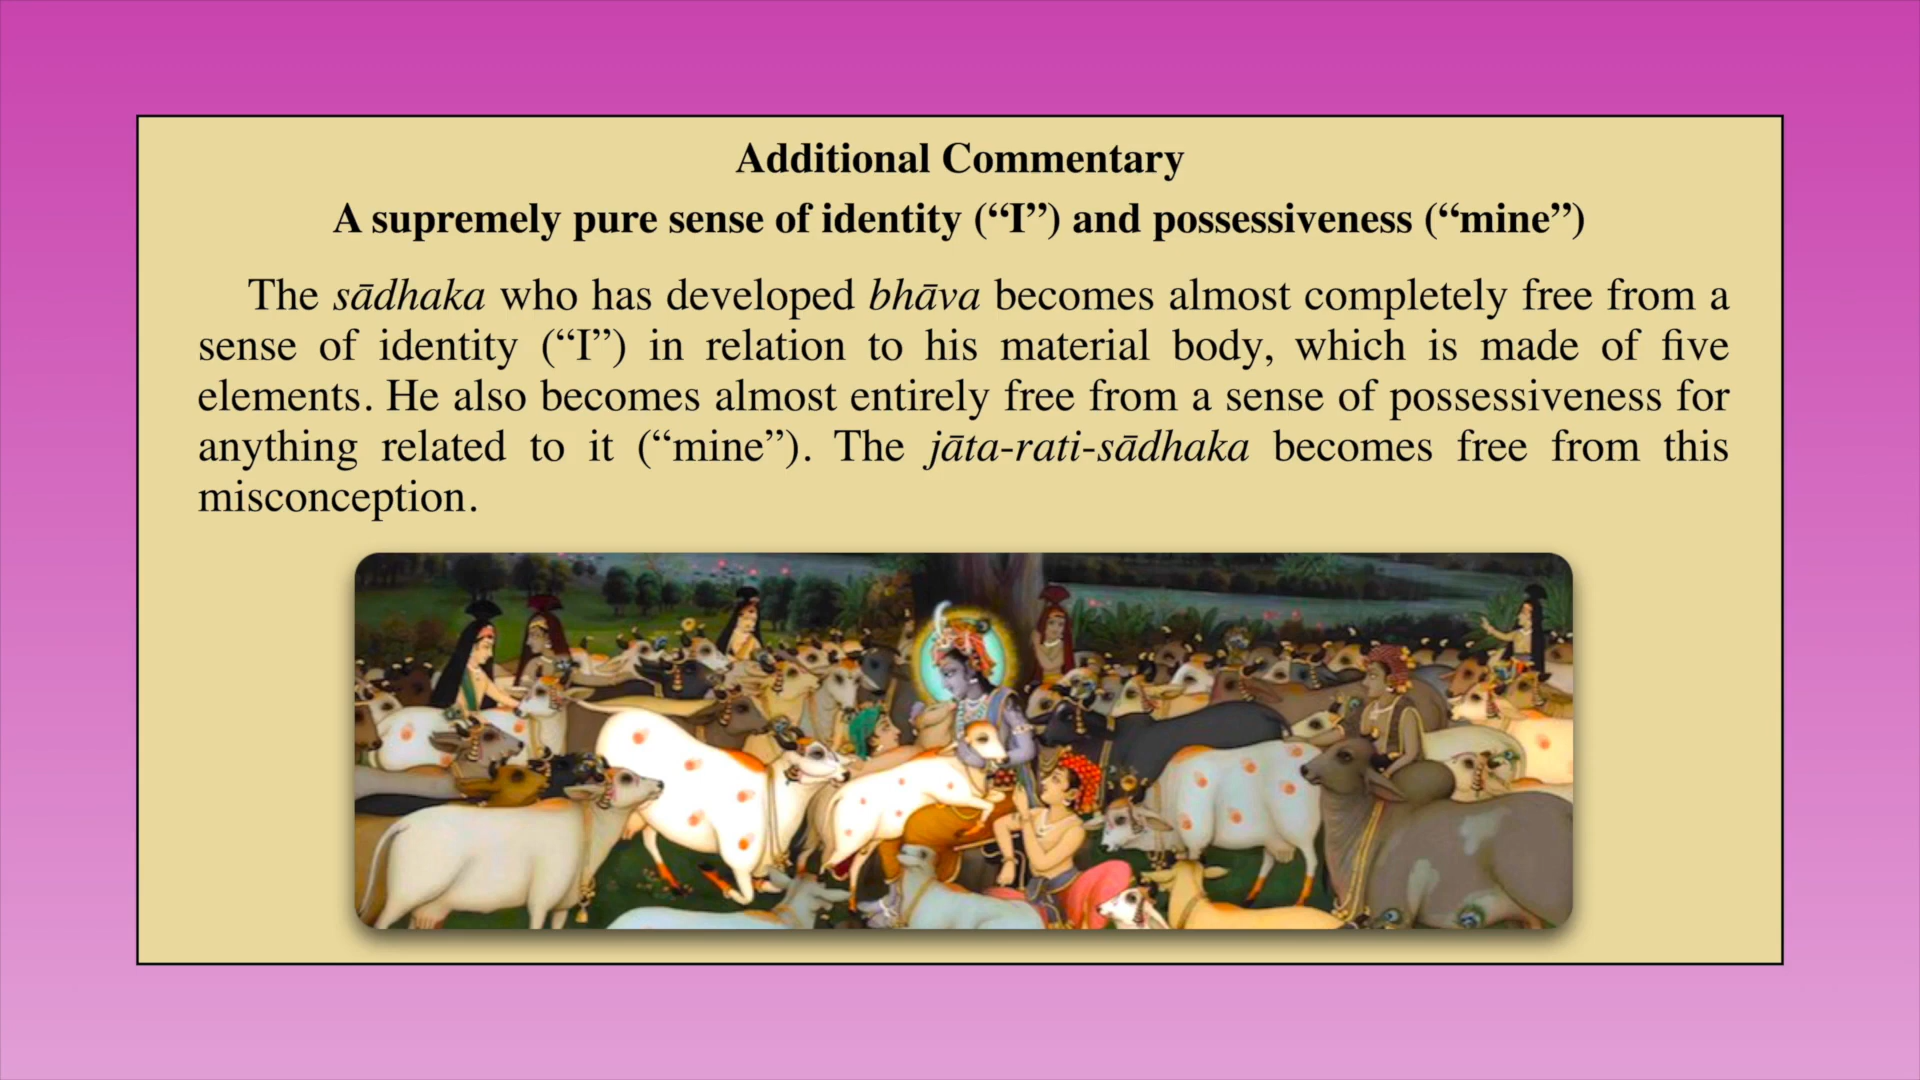 Additional Commentary
A supremely pure sense of identity (“I”) and possessiveness (“mine”)
The sādhaka who has developed bhāva becomes almost completely free from a
sense of identity (“I”) in relation to his material body, which is made of five
elements. He also becomes almost entirely free from a sense of possessiveness for
anything related to it (“mine”). The jāta-rati-sādhaka becomes free from this
misconception.